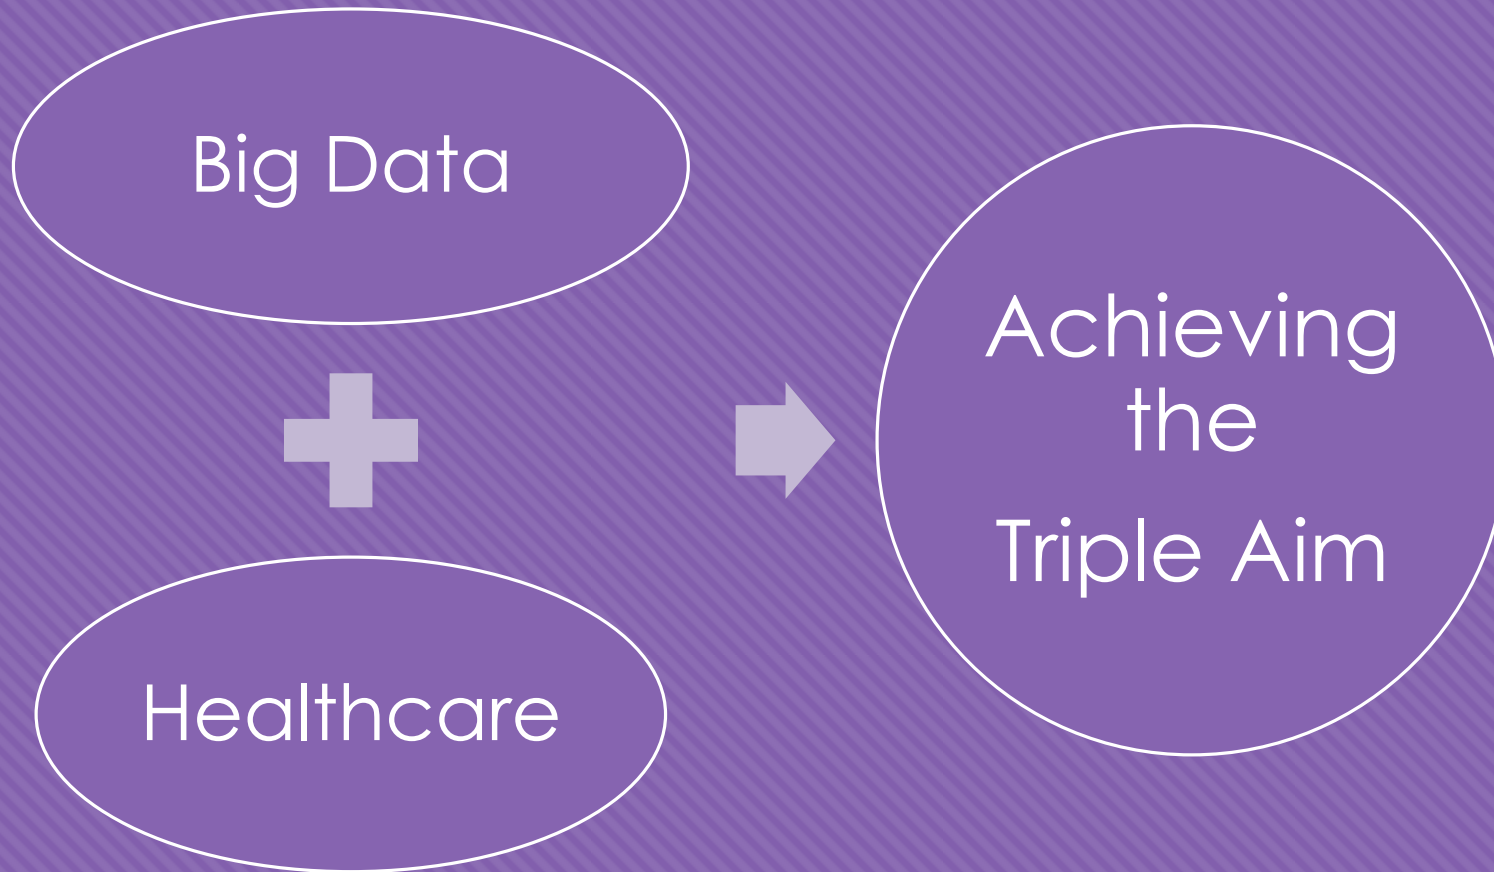 Big Data
Healthcare
Achieving
the
Triple Aim